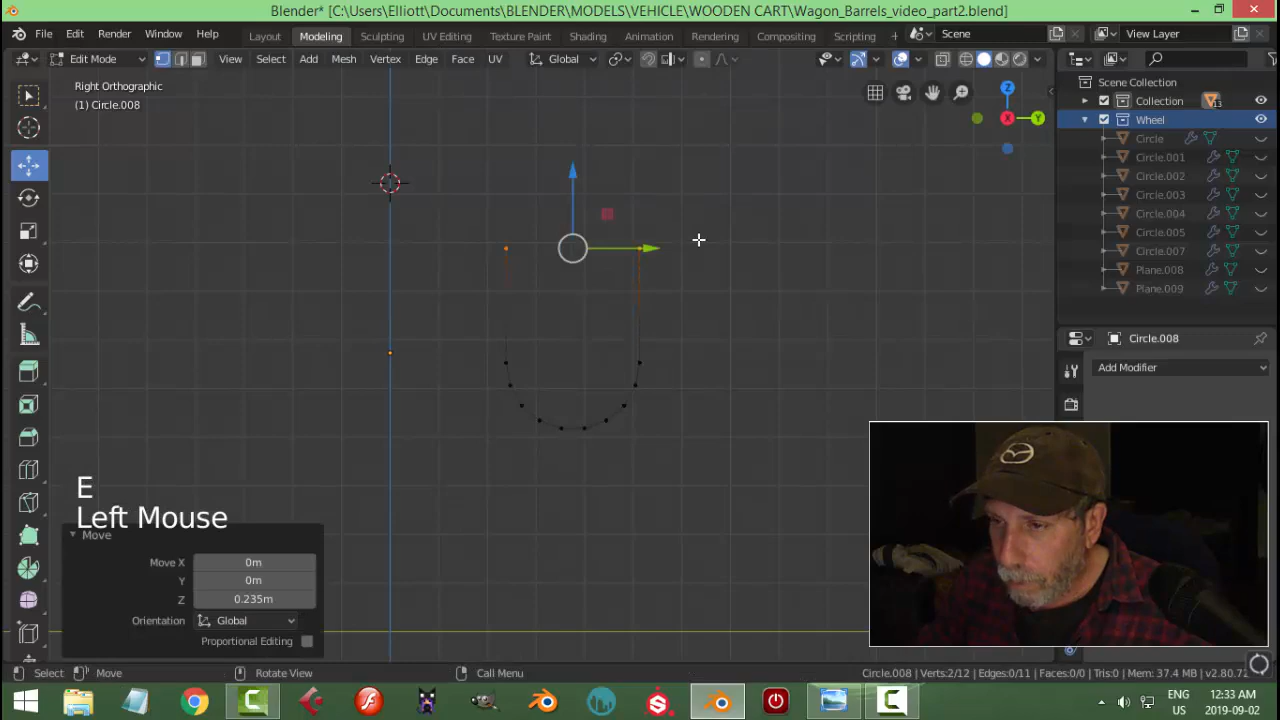 Blender* [C:\Users\Elliott\Documents\BLENDER\MODELS\VEHICLE\WOODEN CART\Wagon_Barrels_video_part2.blend]
File Edit Render Window Help Layout Modeling Sculpting UV Editing Texture Paint Shading Animation Rendering Compositing Scripting + Scene View Layer
Edit Mode View Select Add Mesh Vertex Edge Face UV Global
Right Orthographic
(1) Circle.008
Z
X
Y
Scene Collection
Collection 13
Wheel
Circle
Circle.001
Circle.002
Circle.003
Circle.004
Circle.005
Circle.007
Plane.008
Plane.009
Circle.008
Add Modifier
E
Left Mouse
Move
Move X 0m
Y 0m
Z 0.235m
Orientation Global
Proportional Editing
Select Move Rotate View Call Menu Circle.008 | Verts:2/12 | Edges:0/11 | Faces:0/0 | Tris:0 | Mem: 37.4 MB | v2.80.7
ENG 12:33 AM
US 2019-09-02